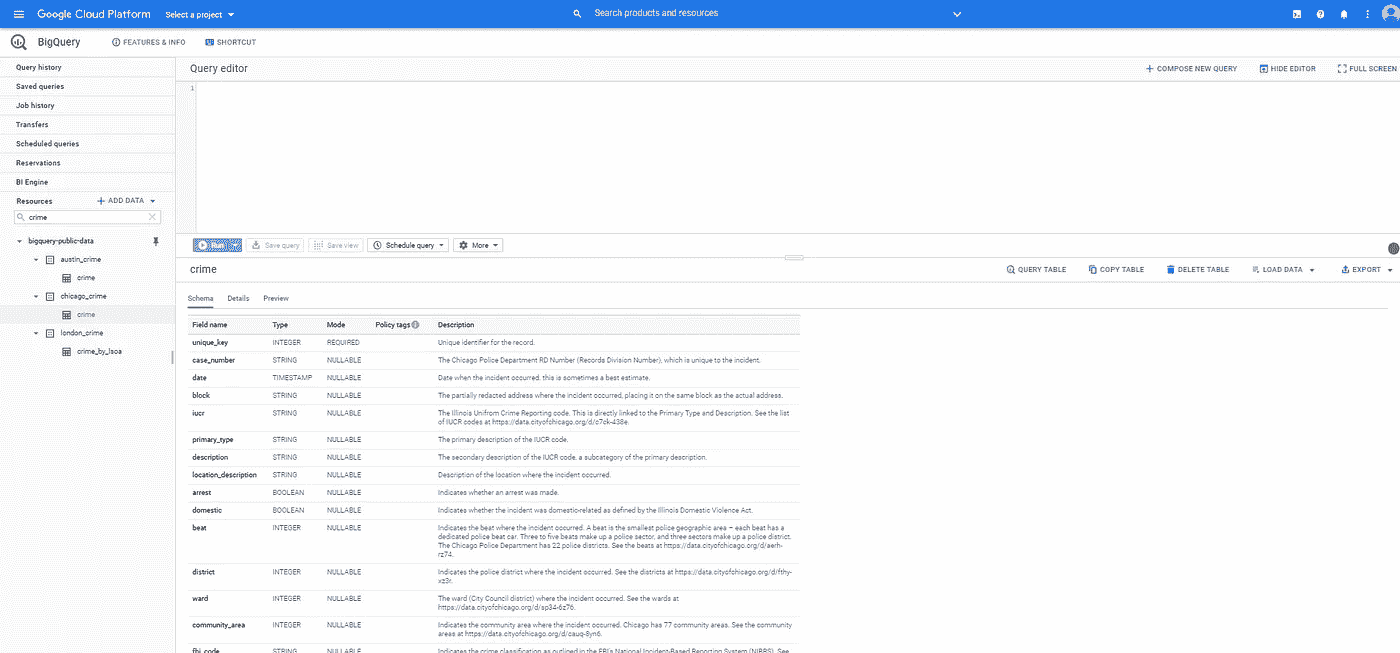 Google Cloud Platform Select a project
Search products and resources
BigQuery FEATURES & INFO SHORTCUT
Query history
Saved queries
Job history
Transfers
Scheduled queries
Reservations
BI Engine
Resources ADD DATA
crime
bigquery-public-data
austin_crime
crime
chicago_crime
crime
london_crime
crime_by_lsoa
Query editor COMPOSE NEW QUERY HIDE EDITOR FULL SCREEN
1
Save query Save view Schedule query More
crime QUERY TABLE COPY TABLE DELETE TABLE LOAD DATA EXPORT
Schema Details Preview
Field name Type Mode Policy tags Description
unique_key INTEGER REQUIRED Unique identifier for the record.
case_number STRING NULLABLE The Chicago Police Department RD Number (Records Division Number), which is unique to the incident.
date TIMESTAMP NULLABLE Date when the incident occurred. this is sometimes a best estimate.
block STRING NULLABLE The partially redacted address where the incident occurred, placing it on the same block as the actual address.
iucr STRING NULLABLE The Illinois Unifrom Crime Reporting code. This is directly linked to the Primary Type and Description. See the list
of IUCR codes at https://data.cityofchicago.org/d/c7ck-438e.
primary_type STRING NULLABLE The primary description of the IUCR code.
description STRING NULLABLE The secondary description of the IUCR code, a subcategory of the primary description.
location_description STRING NULLABLE Description of the location where the incident occurred.
arrest BOOLEAN NULLABLE Indicates whether an arrest was made.
domestic BOOLEAN NULLABLE Indicates whether the incident was domestic-related as defined by the Illinois Domestic Violence Act.
beat INTEGER NULLABLE Indicates the beat where the incident occurred. A beat is the smallest police geographic area – each beat has a
dedicated police beat car. Three to five beats make up a police sector, and three sectors make up a police district.
The Chicago Police Department has 22 police districts. See the beats at https://data.cityofchicago.org/d/aerh-
rz74.
district INTEGER NULLABLE Indicates the police district where the incident occurred. See the districts at https://data.cityofchicago.org/d/fthy-
xz3r.
ward INTEGER NULLABLE The ward (City Council district) where the incident occurred. See the wards at
https://data.cityofchicago.org/d/sp34-6z76.
community_area INTEGER NULLABLE Indicates the community area where the incident occurred. Chicago has 77 community areas. See the community
areas at https://data.cityofchicago.org/d/cauq-8yn6.
fbi_code STRING NULLABLE Indicates the crime classification as outlined in the FBI's National Incident-Based Reporting System (NIBRS). See